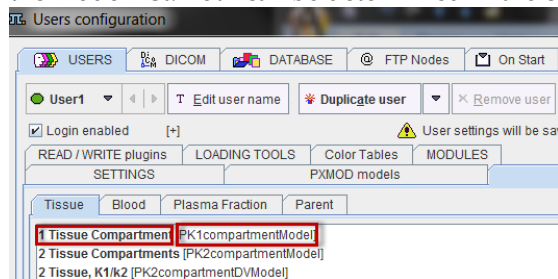 Users configuration
USERS DICOM DATABASE @ FTP Nodes On Start
User1 T Edit user name Duplicate user Remove user
Login enabled [+] User settings will be sa
READ / WRITE plugins LOADING TOOLS Color Tables MODULES
SETTINGS PXMOD models
Tissue Blood Plasma Fraction Parent
1 Tissue Compartment [PK1compartmentModel]
2 Tissue Compartments [PK2compartmentModel]
2 Tissue, K1/k2 [PK2compartmentDVModel]